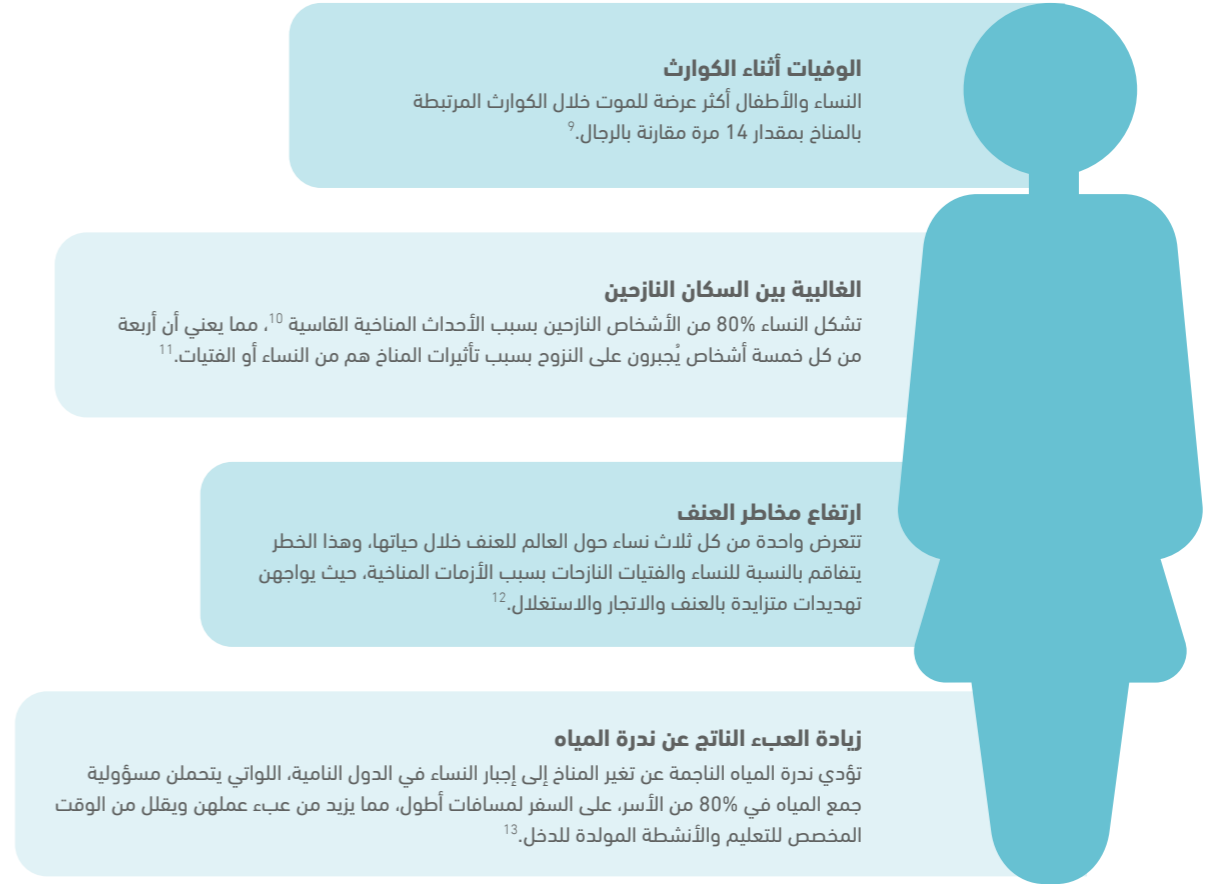 الوفيات أثناء الكوارث
النساء والأطفال أكثر عرضة للموت خلال الكوارث المرتبطة
بالمناخ بمقدار 14 مرة مقارنة بالرجال.9
الغالبية بين السكان النازحين
تشكل النساء 80% من الأشخاص النازحين بسبب الأحداث المناخية القاسية 10، مما يعني أن أربعة
من كل خمسة أشخاص يُجبرون على النزوح بسبب تأثيرات المناخ هم من النساء أو الفتيات.11
ارتفاع مخاطر العنف
تتعرض واحدة من كل ثلاث نساء حول العالم للعنف خلال حياتها، وهذا الخطر
يتفاقم بالنسبة للنساء والفتيات النازحات بسبب الأزمات المناخية، حيث يواجهن
تهديدات متزايدة بالعنف والاتجار والاستغلال.12
زيادة العبء الناتج عن ندرة المياه
تؤدي ندرة المياه الناجمة عن تغير المناخ إلى إجبار النساء في الدول النامية، اللواتي يتحملن مسؤولية
جمع المياه في 80% من الأسر، على السفر لمسافات أطول، مما يزيد من عبء عملهن ويقلل من الوقت
المخصص للتعليم والأنشطة المولدة للدخل.13